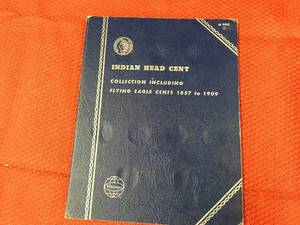 INDIAN HEAD CENT
COLLECTION INCLUDING
FLYING EAGLE CENTS 1857 to 1909